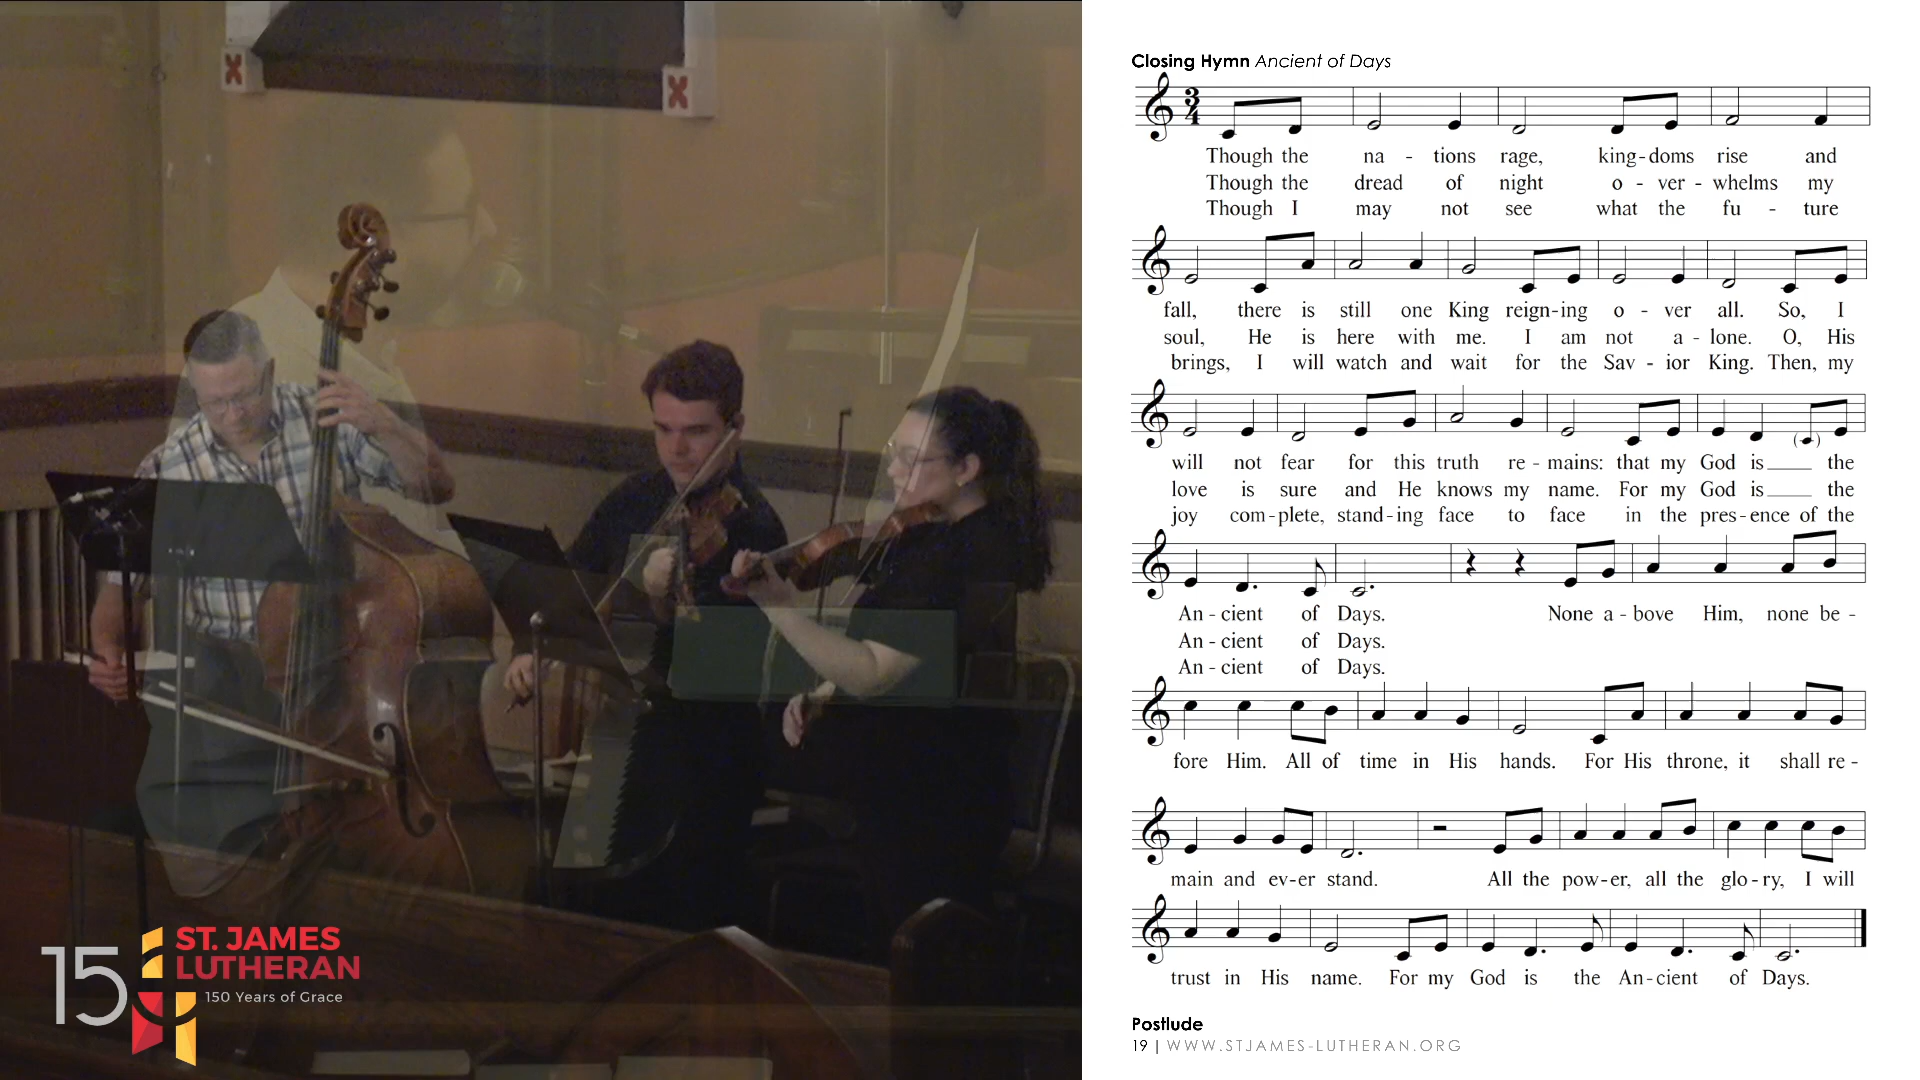 Closing Hymn Ancient of Days
Though the na - tions rage, king - doms rise and
Though the dread of night o - ver - whelms my
Though I may not see what the fu - ture
fall, there is still one King reign - ing o - ver all. So, I
soul, He is here with me. I am not a - lone. O, His
brings, I will watch and wait for the Sav - ior King. Then, my
will not fear for this truth re - mains: that my God is____ the
love is sure and He knows my name. For my God is____ the
joy com - plete, stand - ing face to face in the pres - ence of the
An - cient of Days. None a - bove Him, none be -
An - cient of Days.
An - cient of Days.
fore Him. All of time in His hands. For His throne, it shall re -
main and ev - er stand. All the pow - er, all the glo - ry, I will
trust in His name. For my God is the An - cient of Days.
Postlude
19 | WWW.STJAMES-LUTHERAN.ORG
150
ST. JAMES
LUTHERAN
150 Years of Grace